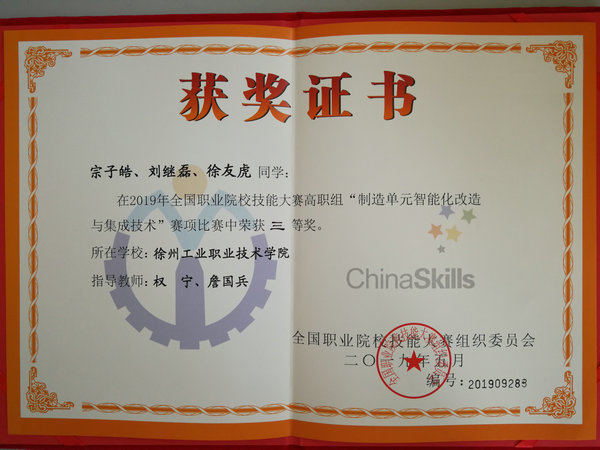 获奖证书
宗子皓、刘继磊、徐友虎 同学：
在2019年全国职业院校技能大赛高职组“制造单元智能化改造
与集成技术”赛项比赛中荣获 三 等奖。
所在学校：徐州工业职业技术学院
指导教师：权 宁、詹国兵
ChinaSkills
全国职业院校技能大赛组织委员会
二〇一九年五月
编号：201909288